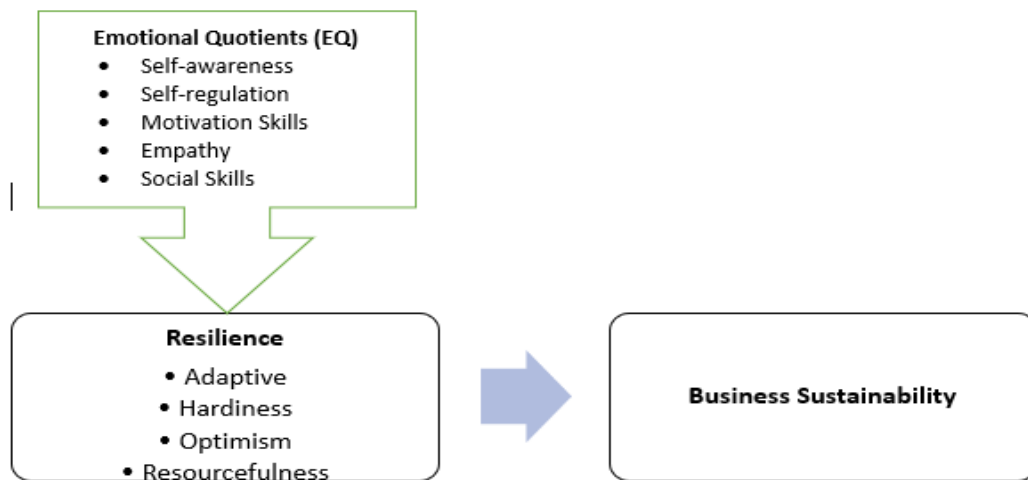 Emotional Quotients (EQ)
• Self-awareness
• Self-regulation
• Motivation Skills
• Empathy
• Social Skills
Resilience
• Adaptive
• Hardiness
• Optimism
• Resourcefulness
Business Sustainability